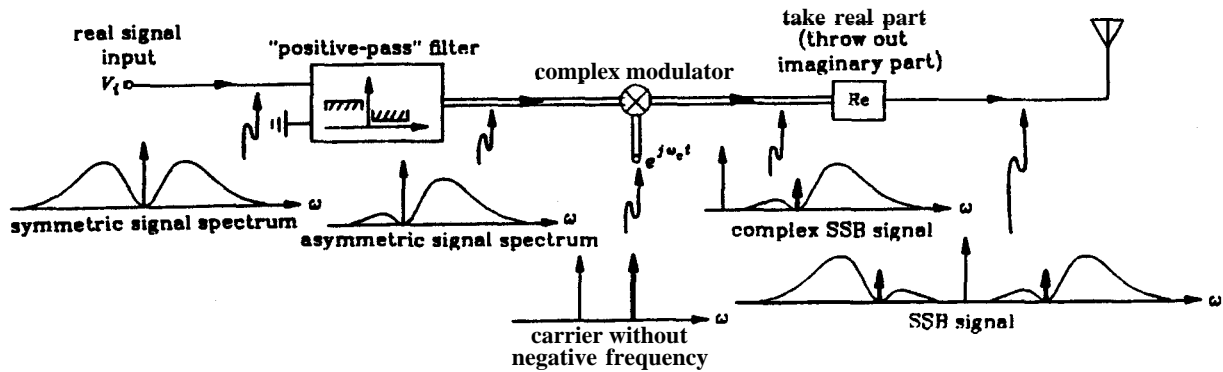 real signal
input
V_i
"positive-pass" filter
complex modulator
take real part
(throw out
imaginary part)
Re
e^{jω_c t}
ω
symmetric signal spectrum
ω
asymmetric signal spectrum
ω
carrier without
negative frequency
ω
complex SSB signal
ω
SSB signal